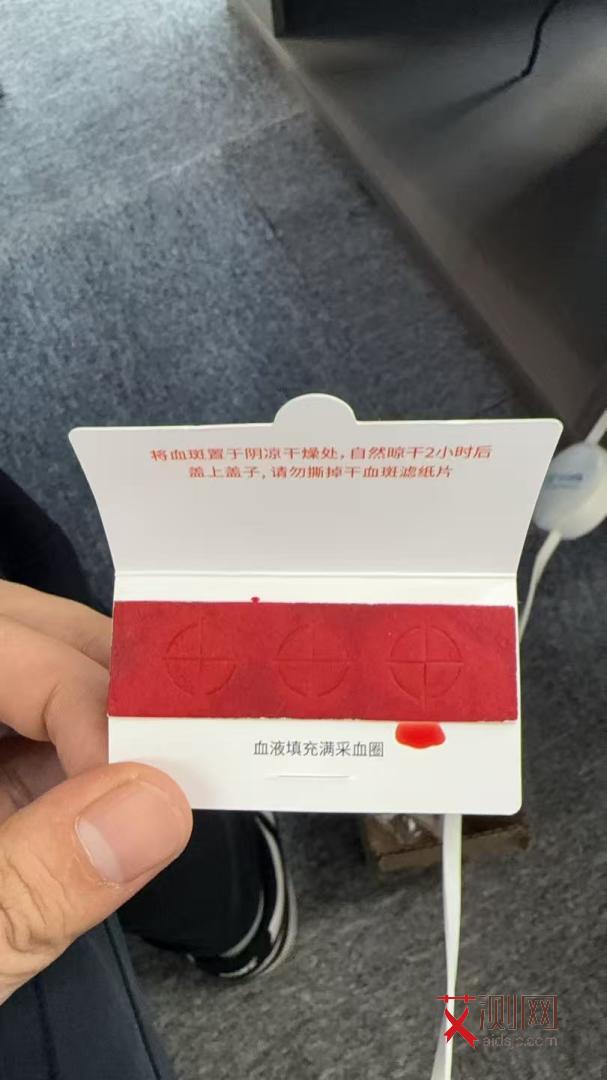 将血斑置于阴凉干燥处，自然晾干2小时后
盖上盖子，请勿撕掉干血斑滤纸片
血液填充满采血圈
艾测网
aidsjc.com